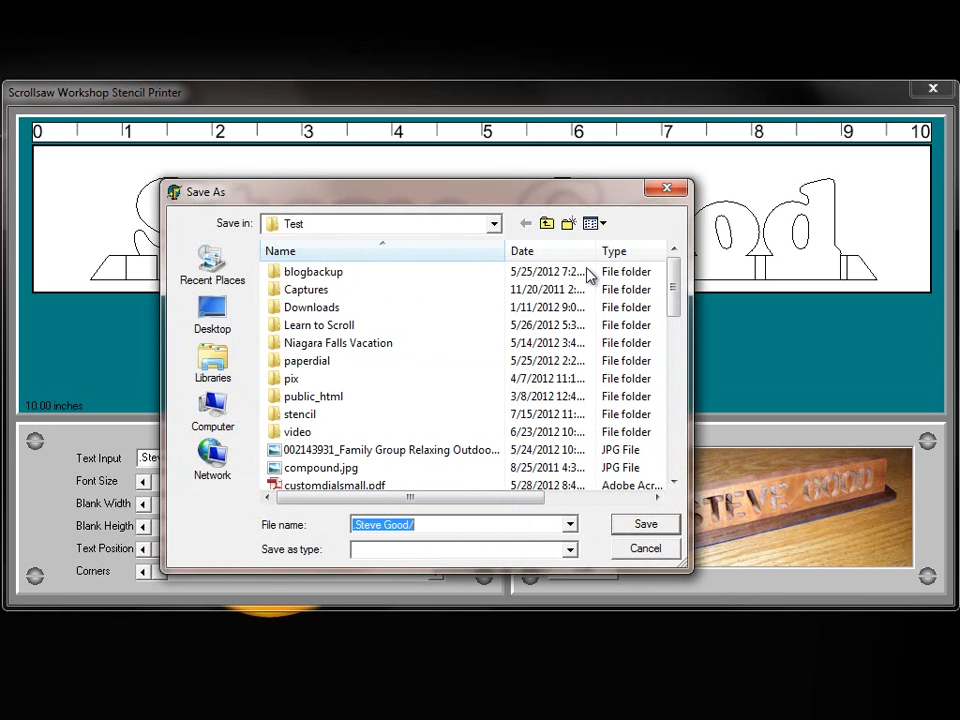 Scrollsaw Workshop Stencil Printer
0 1 2 3 4 5 6 7 8 9 10
Save As
Save in: Test
Name Date Type
blogbackup 5/25/2012 7:2... File folder
Captures 11/20/2011 2:... File folder
Downloads 1/11/2012 9:0... File folder
Learn to Scroll 5/26/2012 5:3... File folder
Niagara Falls Vacation 5/14/2012 3:4... File folder
paperdial 5/25/2012 2:2... File folder
pix 4/7/2012 11:1... File folder
public_html 3/8/2012 12:4... File folder
stencil 7/15/2012 11:... File folder
video 6/23/2012 10:... File folder
002143931_Family Group Relaxing Outdoo... 5/24/2012 10:... JPG File
compound.jpg 8/25/2011 4:3... JPG File
customdialsmall.pdf 5/28/2012 8:4... Adobe Acr...
Recent Places
Desktop
Libraries
Computer
Network
File name: .Steve Good/ Save
Save as type: Cancel
od
10.00 inches
Text Input .Stev
Font Size
Blank Width
Blank Heigth
Text Position
Corners
STEVE GOOD